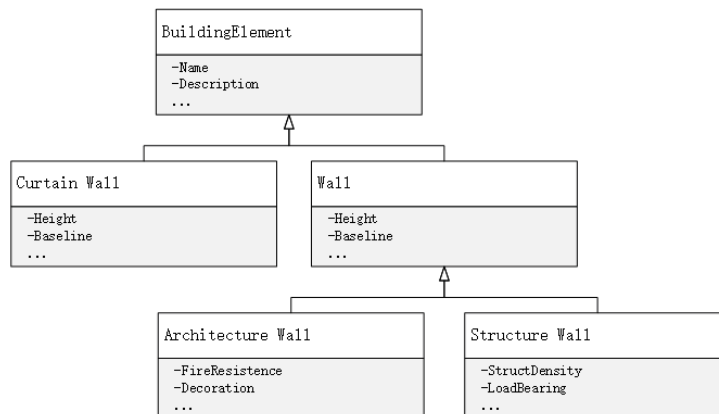 BuildingElement
-Name
-Description
...
Curtain Wall
-Height
-Baseline
...
Wall
-Height
-Baseline
...
Architecture Wall
-FireResistence
-Decoration
...
Structure Wall
-StructDensity
-LoadBearing
...